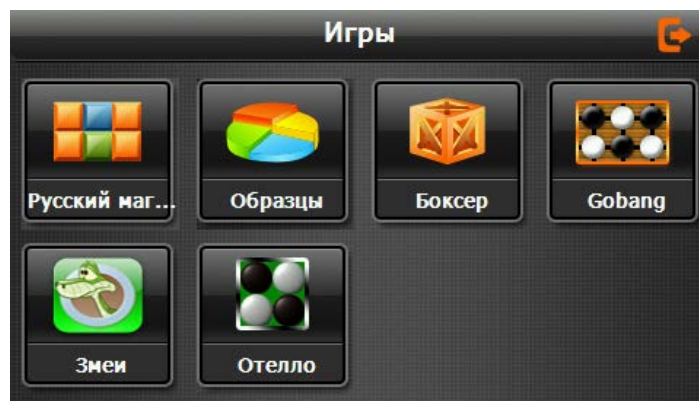 Игры
Русский маг...
Образцы
Боксер
Gobang
Змеи
Отелло